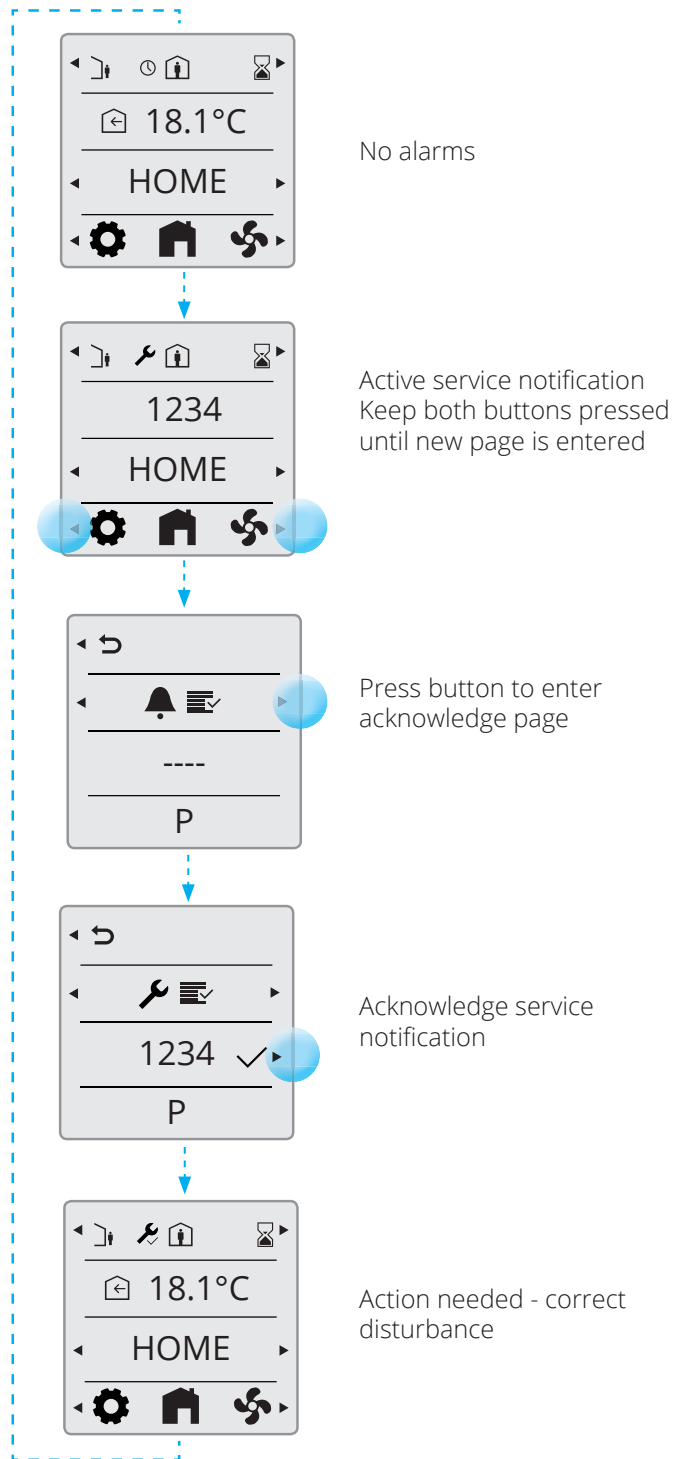 18.1°C
HOME
No alarms
1234
HOME
Active service notification
Keep both buttons pressed
until new page is entered
----
P
Press button to enter
acknowledge page
1234
P
Acknowledge service
notification
18.1°C
HOME
Action needed - correct
disturbance